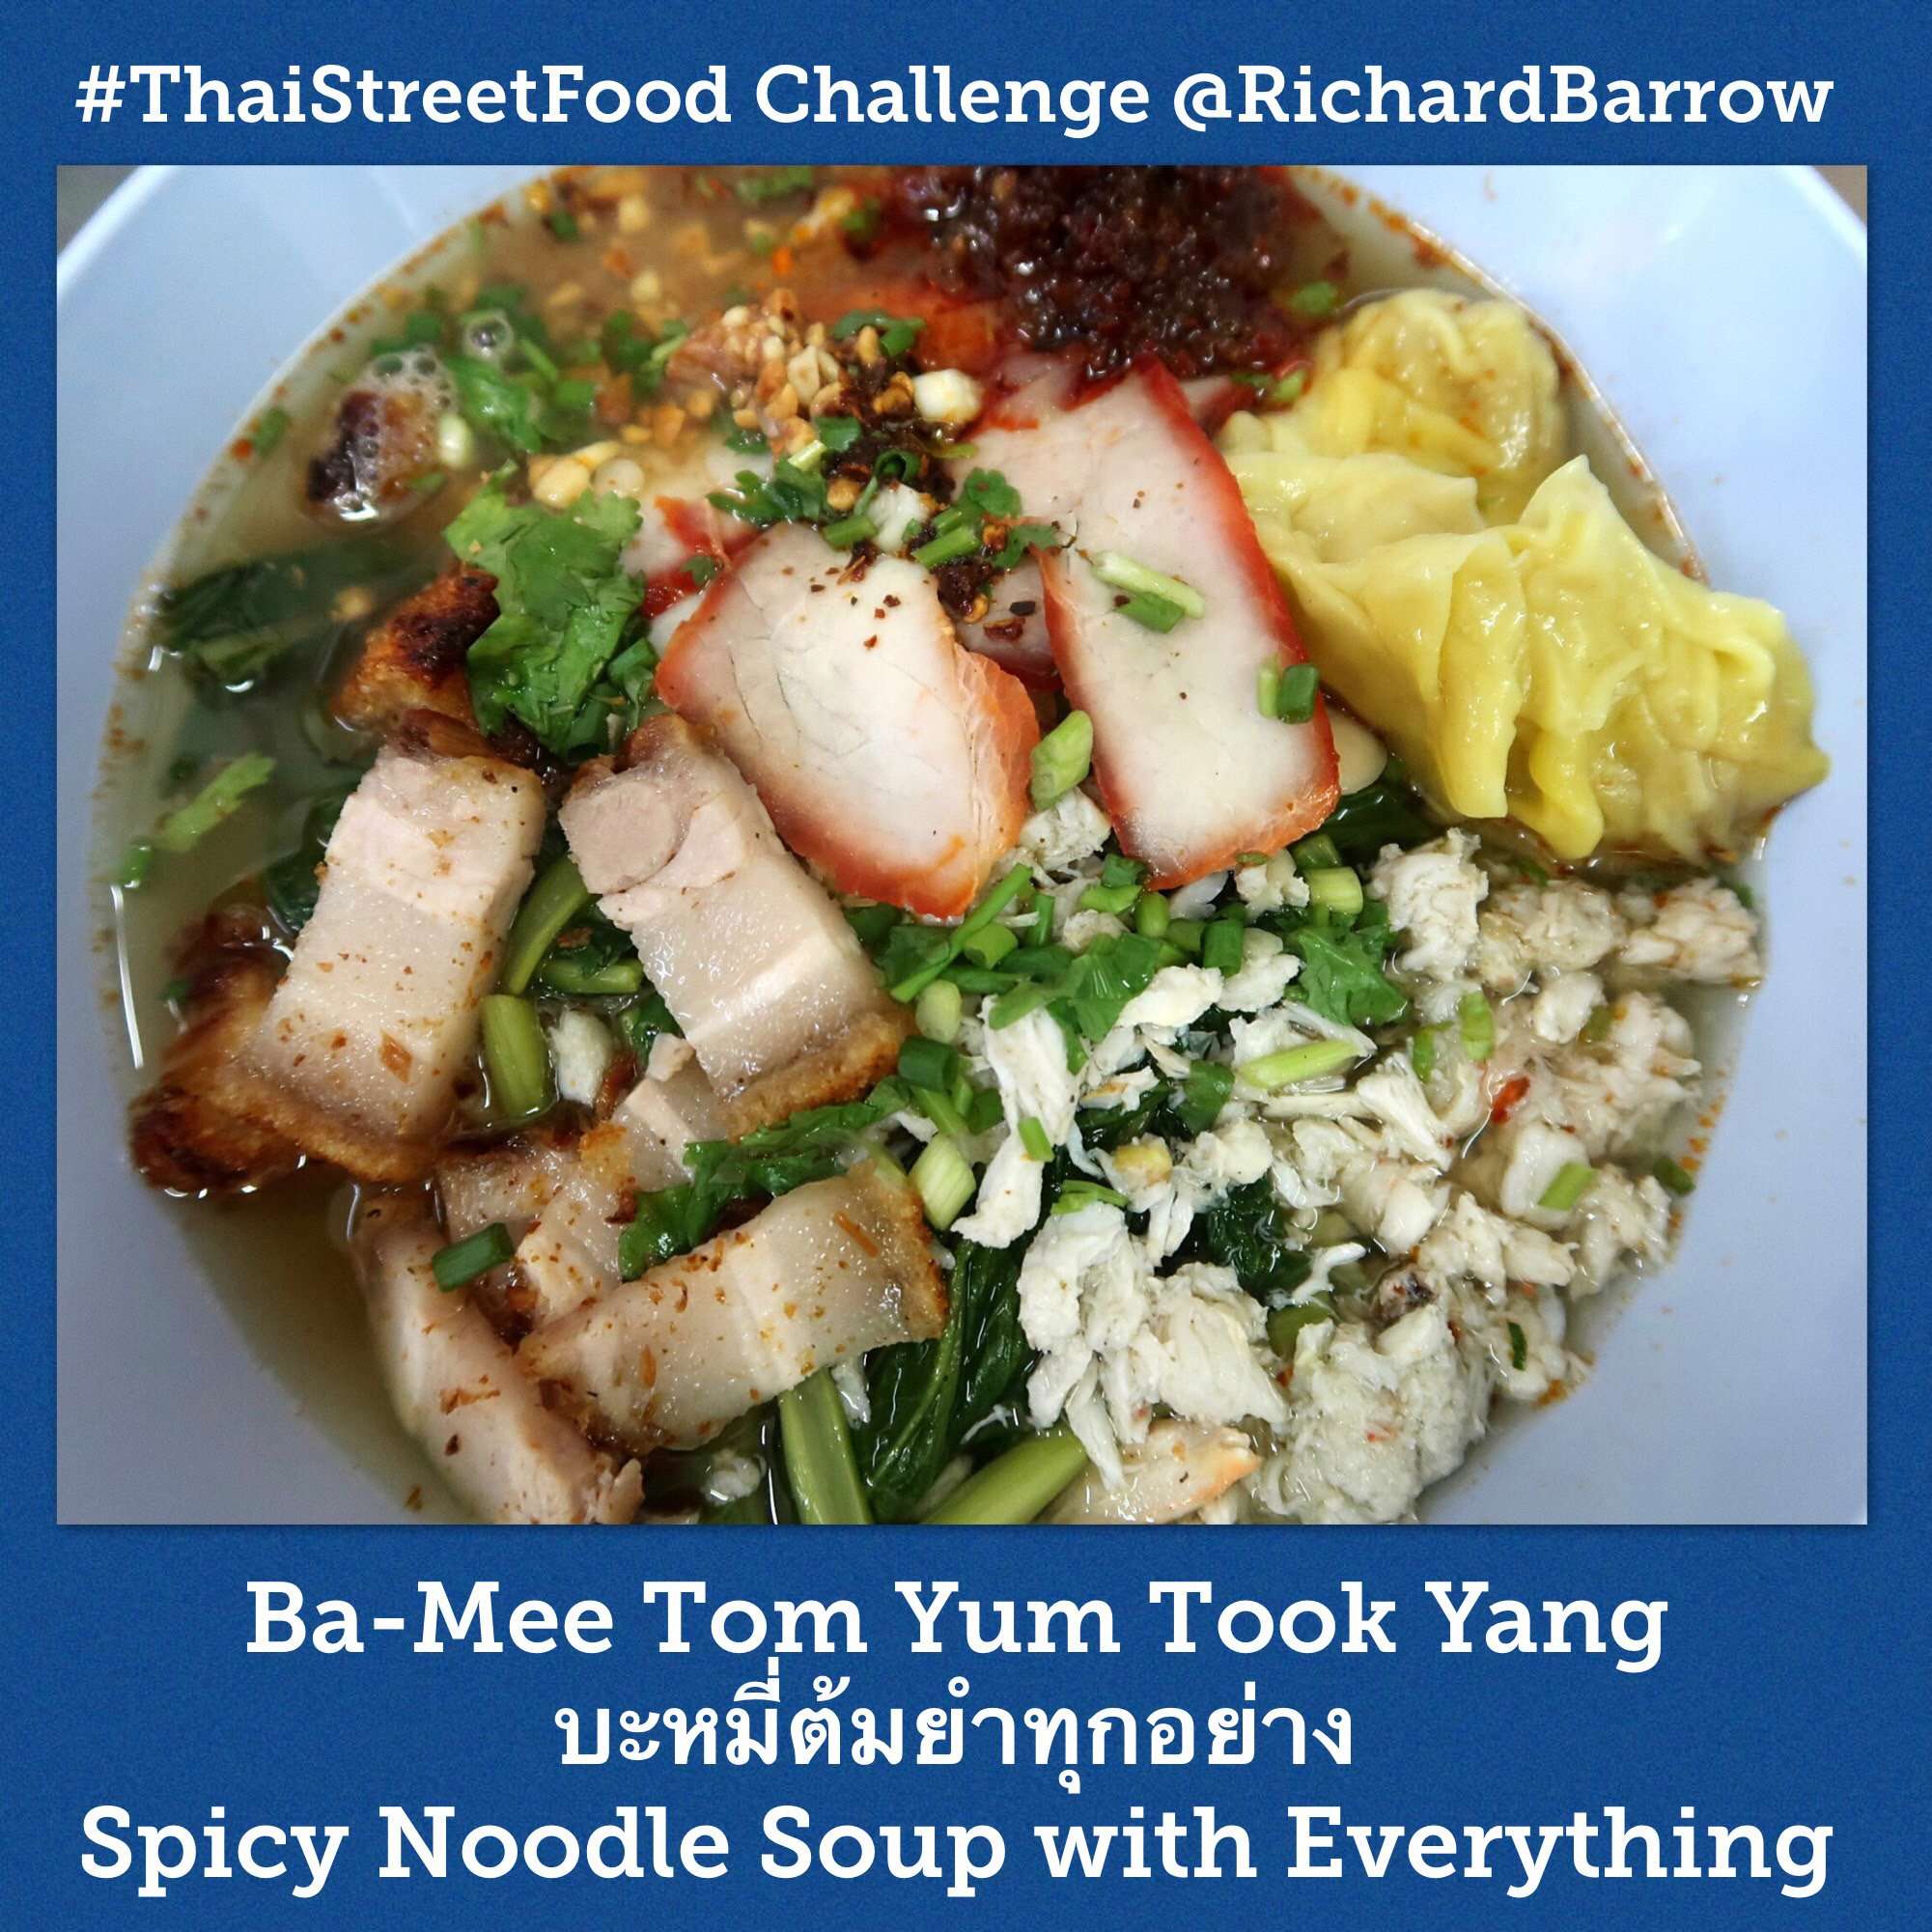 #ThaiStreetFood Challenge @RichardBarrow
Ba-Mee Tom Yum Took Yang
บะหมี่ต้มยำทุกอย่าง
Spicy Noodle Soup with Everything